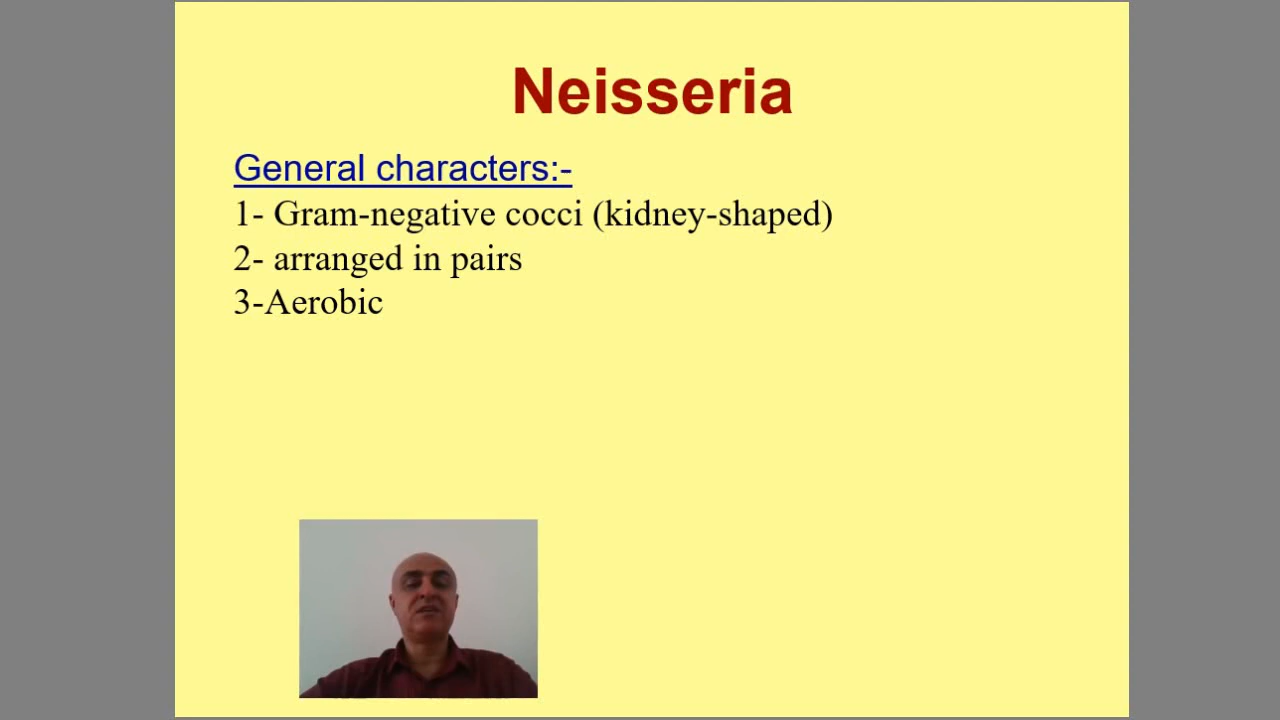 Neisseria
General characters:-
1- Gram-negative cocci (kidney-shaped)
2- arranged in pairs
3-Aerobic